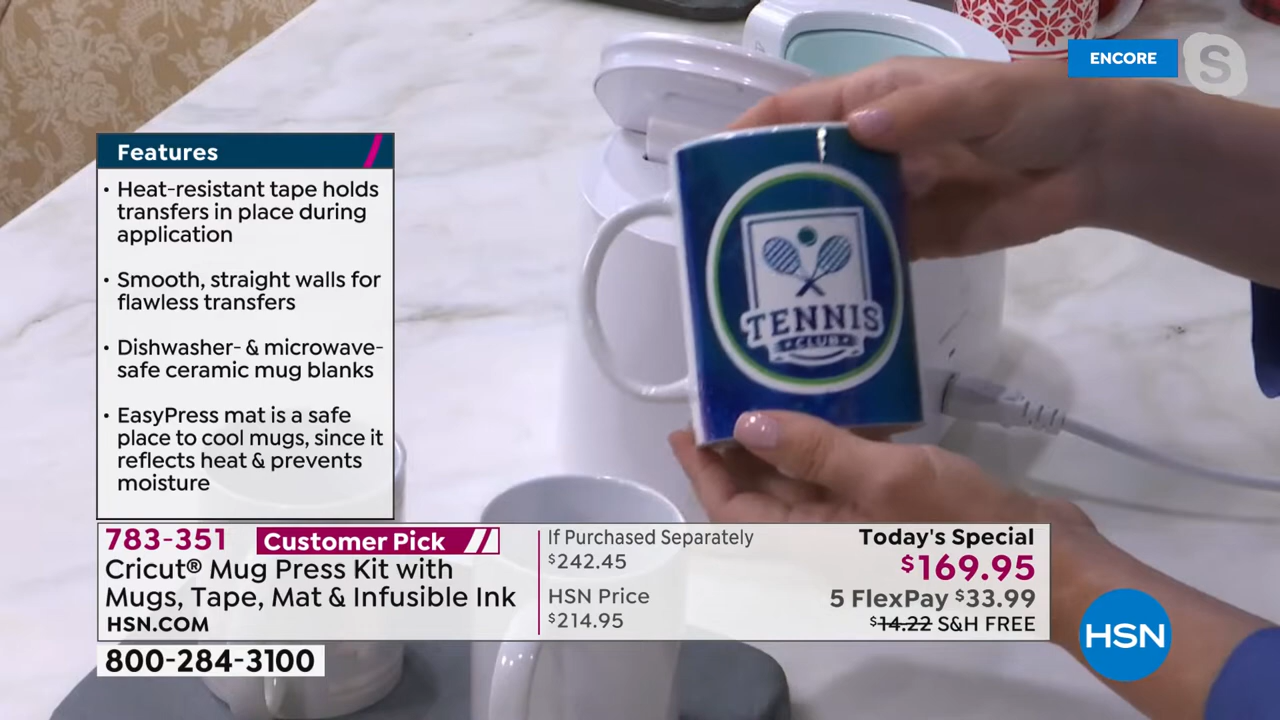 ENCORE
S
Features
• Heat-resistant tape holds
transfers in place during
application
• Smooth, straight walls for
flawless transfers
• Dishwasher- & microwave-
safe ceramic mug blanks
• EasyPress mat is a safe
place to cool mugs, since it
reflects heat & prevents
moisture
TENNIS
CLUB
783-351
Customer Pick
Cricut® Mug Press Kit with
Mugs, Tape, Mat & Infusible Ink
HSN.COM
If Purchased Separately
$242.45
HSN Price
$214.95
Today's Special
$169.95
5 FlexPay $33.99
$14.22 S&H FREE
800-284-3100
HSN